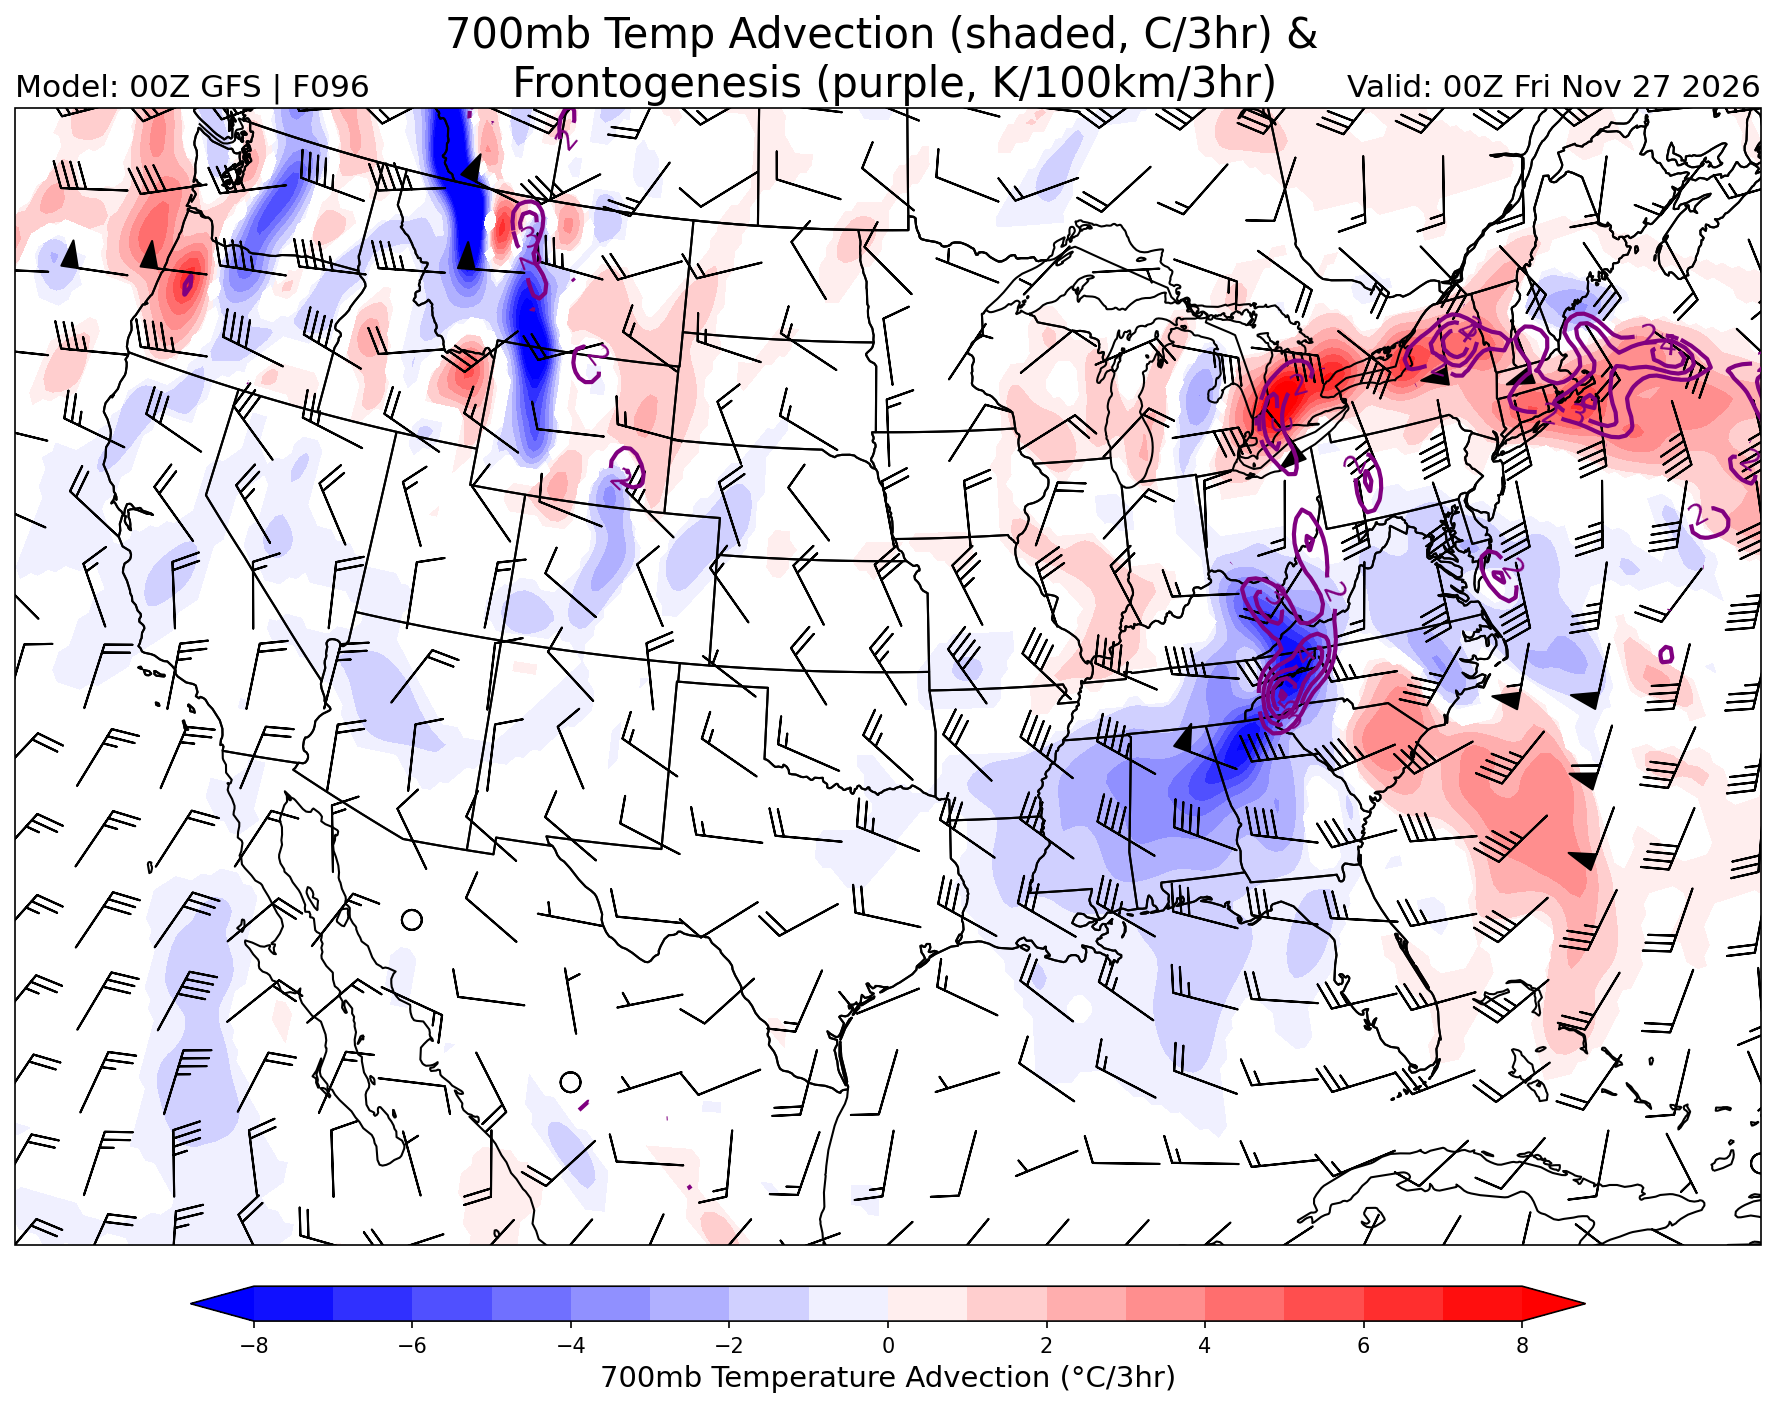 700mb Temp Advection (shaded, C/3hr) &
Frontogenesis (purple, K/100km/3hr)
Model: 00Z GFS | F096
Valid: 00Z Fri Nov 27 2026
−8 −6 −4 −2 0 2 4 6 8
700mb Temperature Advection (°C/3hr)